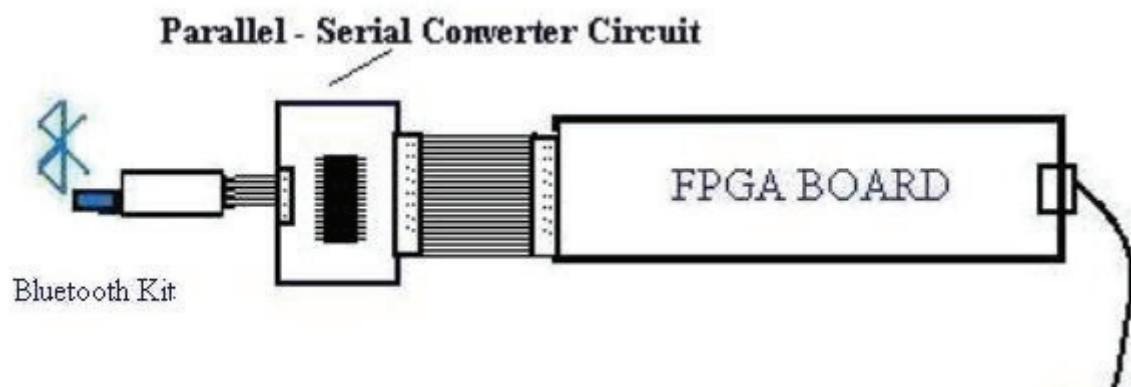 Parallel - Serial Converter Circuit
FPGA BOARD
Bluetooth Kit